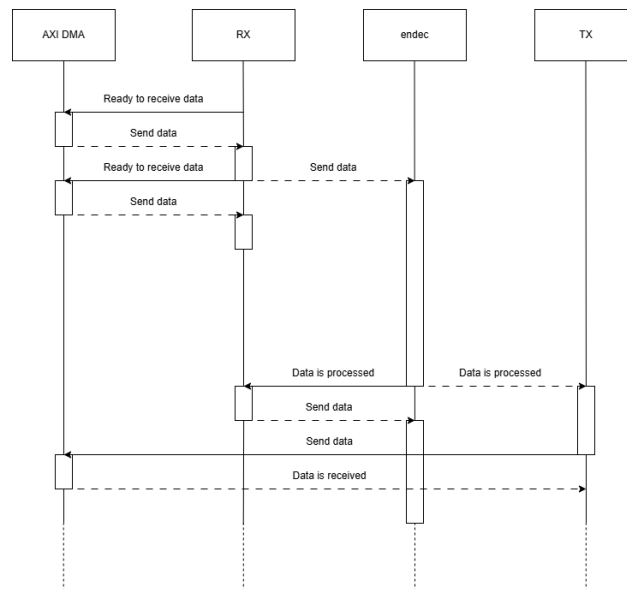 AXI DMA
RX
endec
TX
Ready to receive data
Send data
Ready to receive data
Send data
Send data
Data is processed
Data is processed
Send data
Send data
Data is received